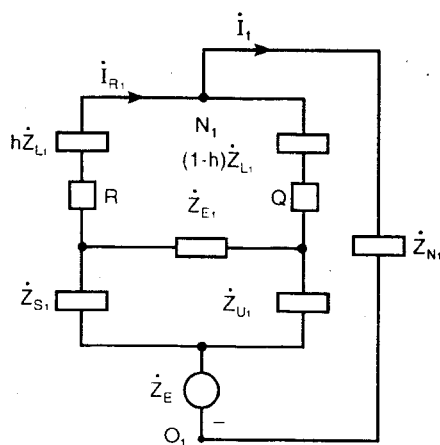 İ₁
İR₁
N₁
hŻL₁
(1-h)ŻL₁
R
ŻE₁
Q
ŻN₁
ŻS₁
ŻU₁
ŻE
−
O₁